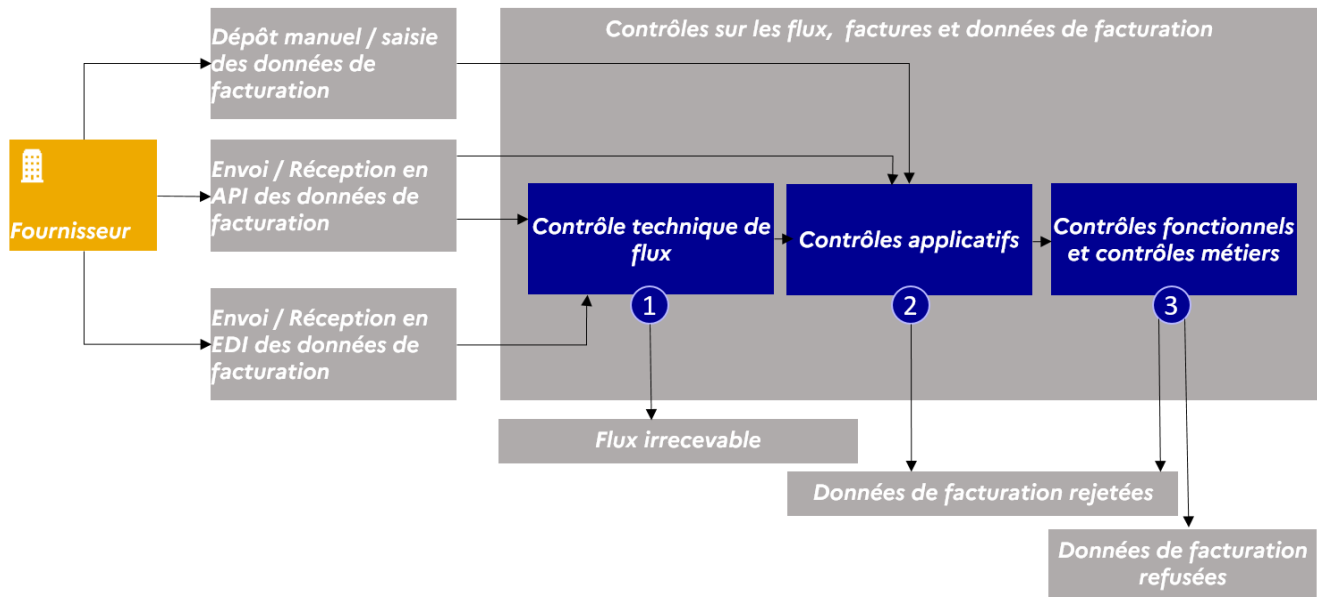 Dépôt manuel / saisie
des données de
facturation
Contrôles sur les flux, factures et données de facturation
Fournisseur
Envoi / Réception en
API des données de
facturation
Contrôle technique de
flux
Contrôles applicatifs
Contrôles fonctionnels
et contrôles métiers
1
2
3
Envoi / Réception en
EDI des données de
facturation
Flux irrecevable
Données de facturation rejetées
Données de facturation
refusées